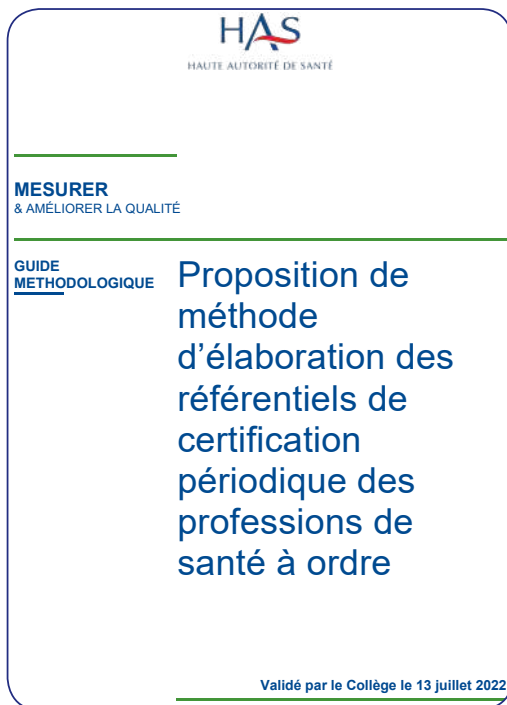 HAS
HAUTE AUTORITÉ DE SANTÉ
MESURER
& AMÉLIORER LA QUALITÉ
GUIDE
METHODOLOGIQUE
Proposition de
méthode
d’élaboration des
référentiels de
certification
périodique des
professions de
santé à ordre
Validé par le Collège le 13 juillet 2022